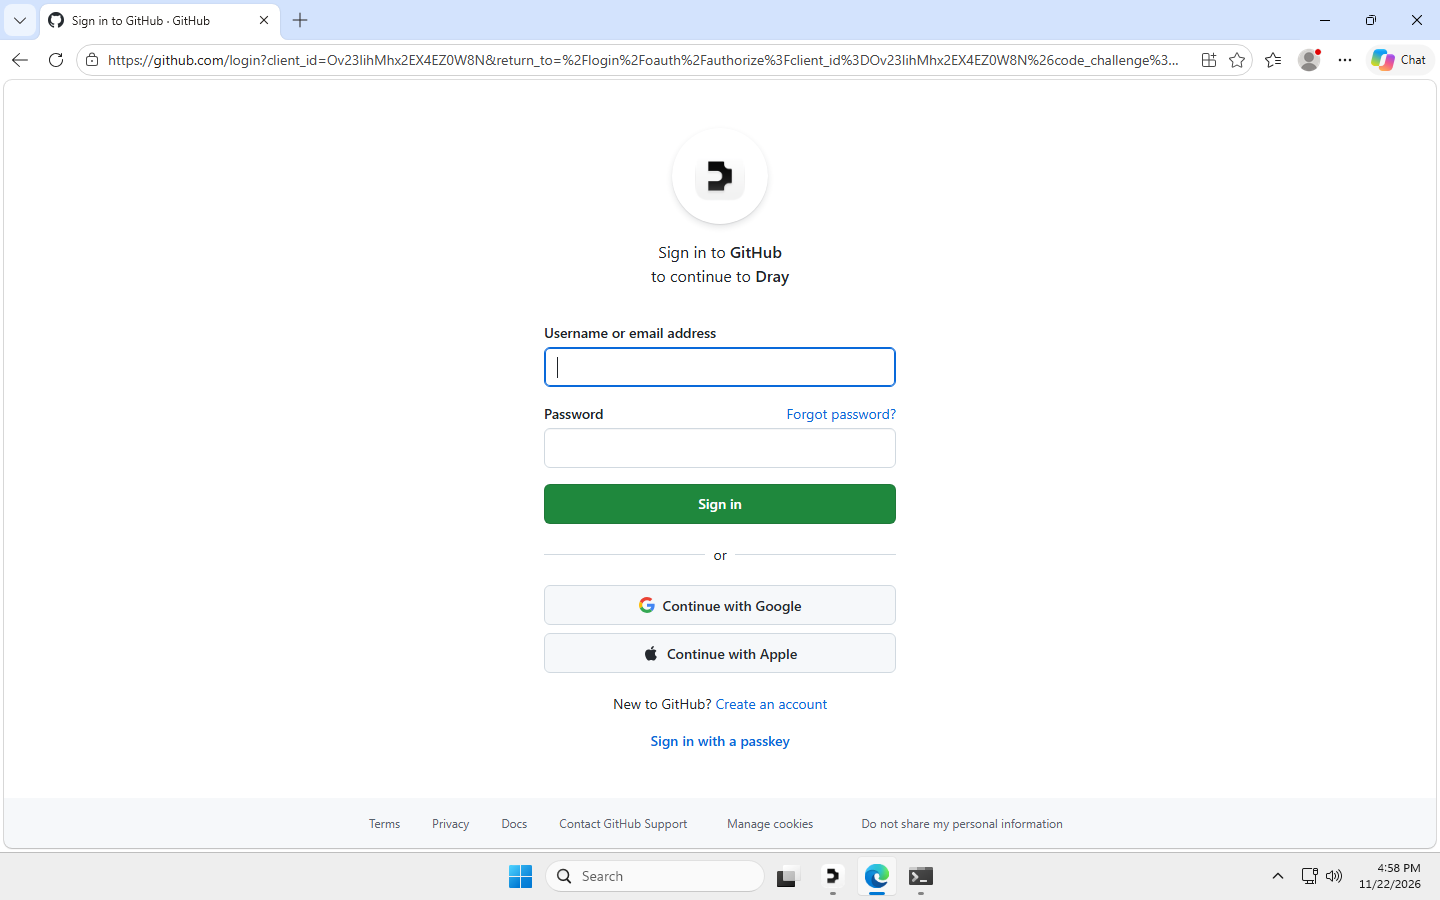 Sign in to GitHub · GitHub
https://github.com/login?client_id=Ov23lihMhx2EX4EZ0W8N&return_to=%2Flogin%2Foauth%2Fauthorize%3Fclient_id%3DOv23lihMhx2EX4EZ0W8N%26code_challenge%3...
Chat
Sign in to GitHub
to continue to Dray
Username or email address
Password
Forgot password?
Sign in
or
Continue with Google
Continue with Apple
New to GitHub? Create an account
Sign in with a passkey
Terms
Privacy
Docs
Contact GitHub Support
Manage cookies
Do not share my personal information
Search
4:58 PM
11/22/2026